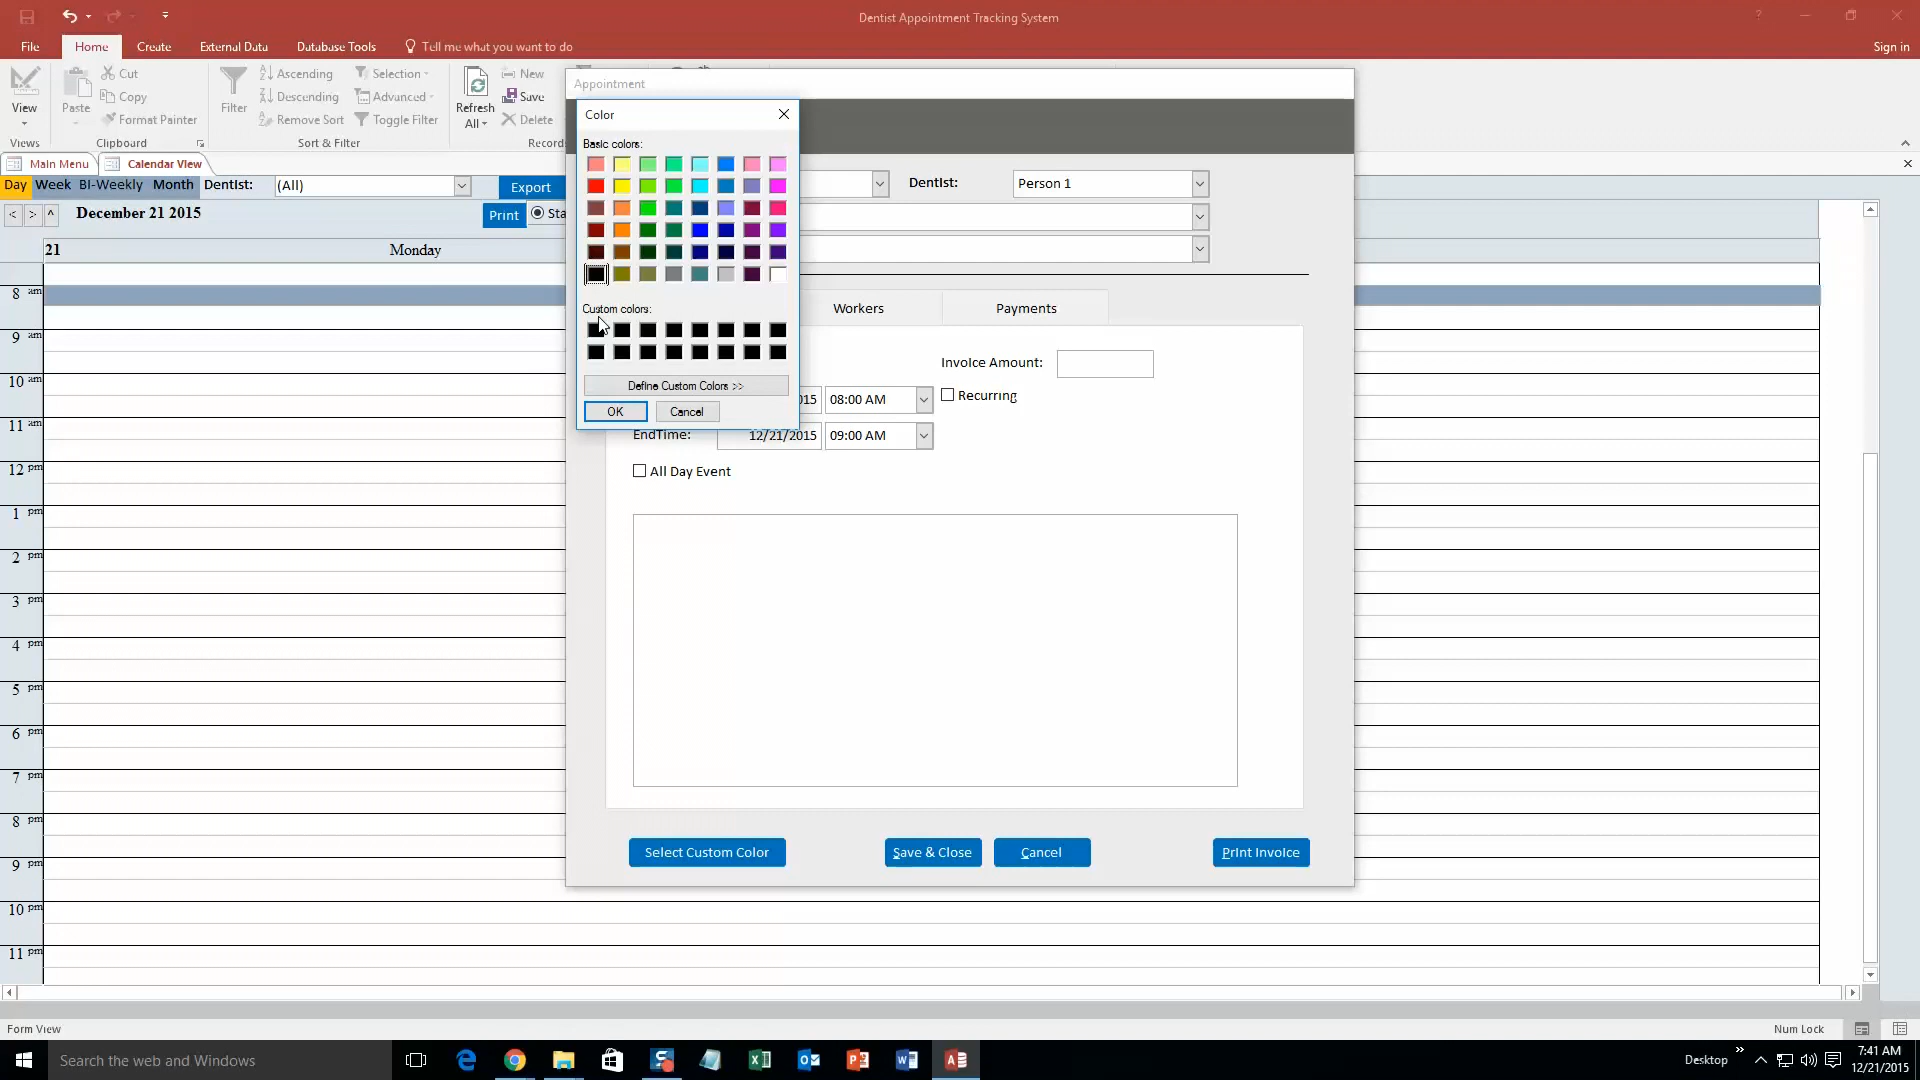 Dentist Appointment Tracking System
File Home Create External Data Database Tools Tell me what you want to do Sign in
View
Views
Paste
Cut
Copy
Format Painter
Clipboard
Filter
Ascending
Descending
Remove Sort
Selection
Advanced
Toggle Filter
Sort & Filter
Refresh
All
New
Save
Delete
Record
Main Menu Calendar View
Day Week BI-Weekly Month Dentist: (All) Export
< > ^ December 21 2015 Print Sta
21 Monday
8 am
9 am
10 am
11 am
12 pm
1 pm
2 pm
3 pm
4 pm
5 pm
6 pm
7 pm
8 pm
9 pm
10 pm
11 pm
Appointment
Color
Basic colors:
Custom colors:
Define Custom Colors >>
OK Cancel
Dentist: Person 1
Workers Payments
Invoice Amount:
15 08:00 AM Recurring
EndTime: 12/21/2015 09:00 AM
All Day Event
Select Custom Color Save & Close Cancel Print Invoice
Form View Num Lock
Search the web and Windows
Desktop
7:41 AM
12/21/2015